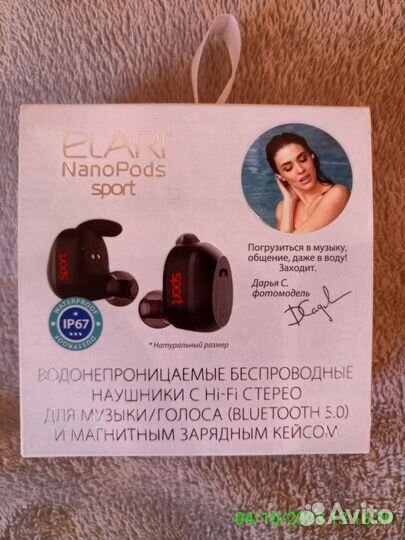 ELARI
NanoPods
sport
sport
sport
WATERPROOF
IP67
DUSTPROOF
* Натуральный размер
Погрузиться в музыку,
общение, даже в воду!
Заходит.
Дарья С.
фотомодель
ВОДОНЕПРОНИЦАЕМЫЕ БЕСПРОВОДНЫЕ
НАУШНИКИ С Hi-Fi СТЕРЕО
ДЛЯ МУЗЫКИ/ГОЛОСА (BLUETOOTH 5.0)
И МАГНИТНЫМ ЗАРЯДНЫМ КЕЙСОМ
Avito